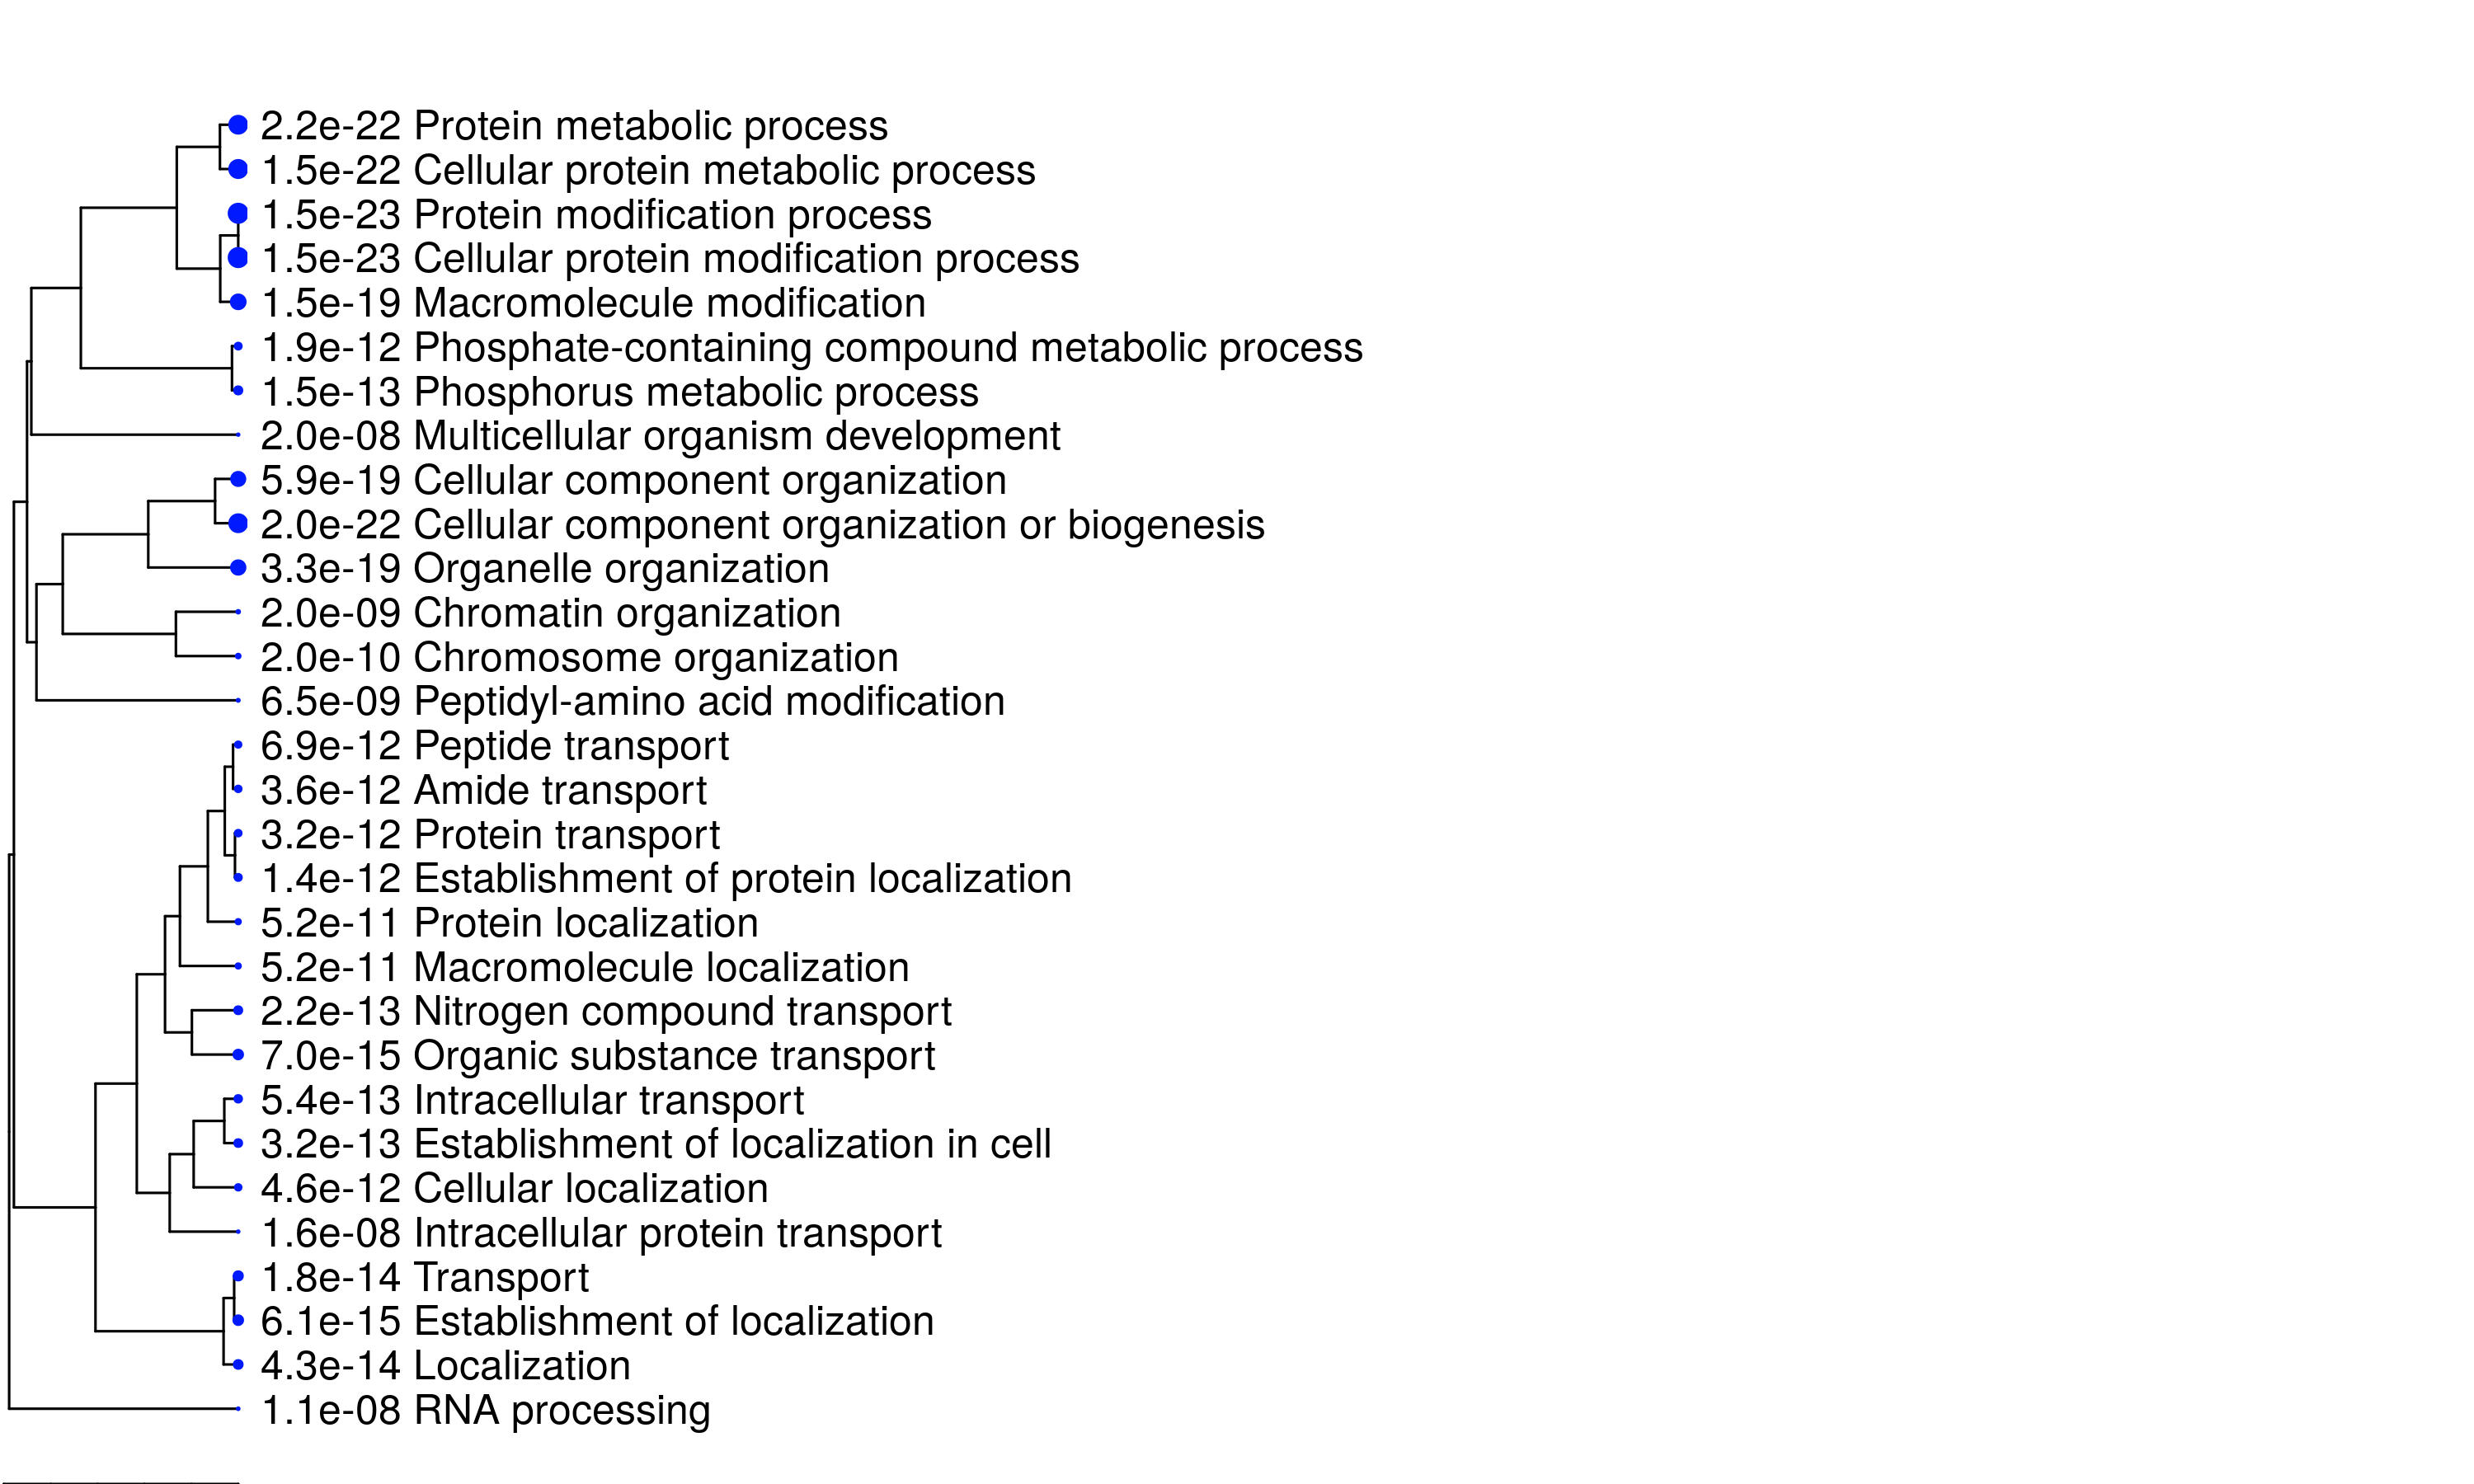 2.2e-22 Protein metabolic process
1.5e-22 Cellular protein metabolic process
1.5e-23 Protein modification process
1.5e-23 Cellular protein modification process
1.5e-19 Macromolecule modification
1.9e-12 Phosphate-containing compound metabolic process
1.5e-13 Phosphorus metabolic process
2.0e-08 Multicellular organism development
5.9e-19 Cellular component organization
2.0e-22 Cellular component organization or biogenesis
3.3e-19 Organelle organization
2.0e-09 Chromatin organization
2.0e-10 Chromosome organization
6.5e-09 Peptidyl-amino acid modification
6.9e-12 Peptide transport
3.6e-12 Amide transport
3.2e-12 Protein transport
1.4e-12 Establishment of protein localization
5.2e-11 Protein localization
5.2e-11 Macromolecule localization
2.2e-13 Nitrogen compound transport
7.0e-15 Organic substance transport
5.4e-13 Intracellular transport
3.2e-13 Establishment of localization in cell
4.6e-12 Cellular localization
1.6e-08 Intracellular protein transport
1.8e-14 Transport
6.1e-15 Establishment of localization
4.3e-14 Localization
1.1e-08 RNA processing